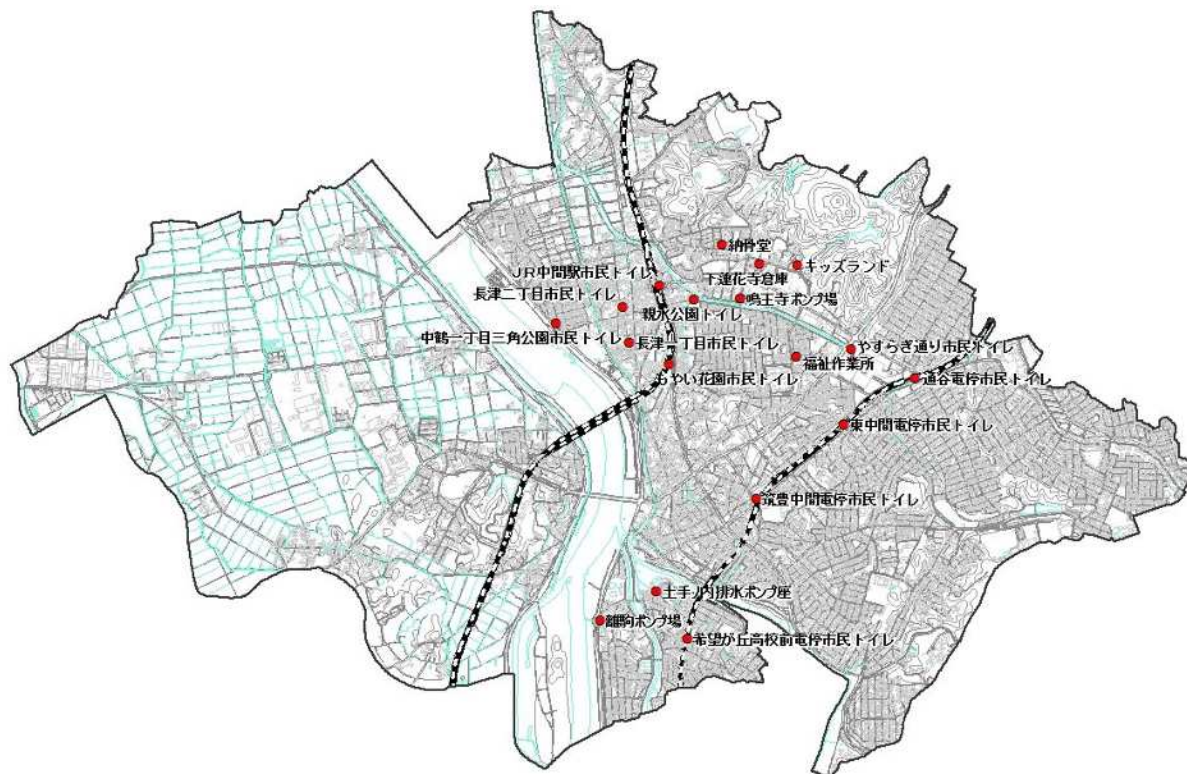 納骨堂
下蓮花寺倉庫
キッズランド
JR中間駅市民トイレ
長津二丁目市民トイレ
鳴王寺ポンプ場
親水公園トイレ
中鶴一丁目三角公園市民トイレ
長津一丁目市民トイレ
やすらぎ通り市民トイレ
福祉作業所
もやい花園市民トイレ
通谷電停市民トイレ
東中間電停市民トイレ
筑豊中間電停市民トイレ
土手ノ内排水ポンプ座
雛駒ポンプ場
希望が丘高校前電停市民トイレ